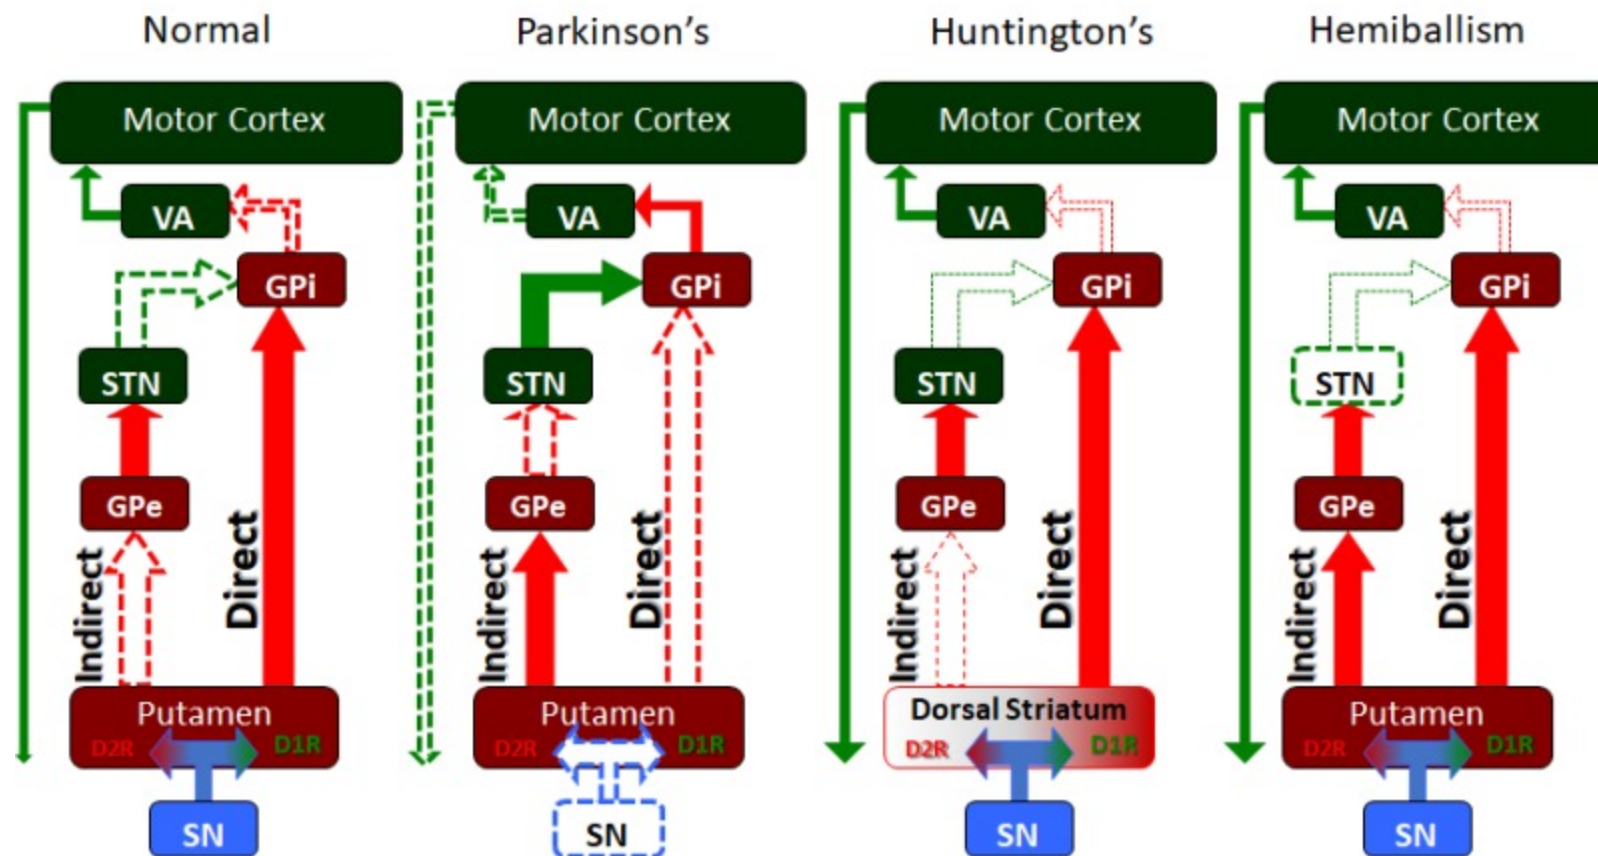 Normal
Motor Cortex
VA
GPi
STN
GPe
Indirect
Direct
Putamen
D2R
D1R
SN
Parkinson’s
Motor Cortex
VA
GPi
STN
GPe
Indirect
Direct
Putamen
D2R
D1R
SN
Huntington’s
Motor Cortex
VA
GPi
STN
GPe
Indirect
Direct
Dorsal Striatum
D2R
D1R
SN
Hemiballism
Motor Cortex
VA
GPi
STN
GPe
Indirect
Direct
Putamen
D2R
D1R
SN